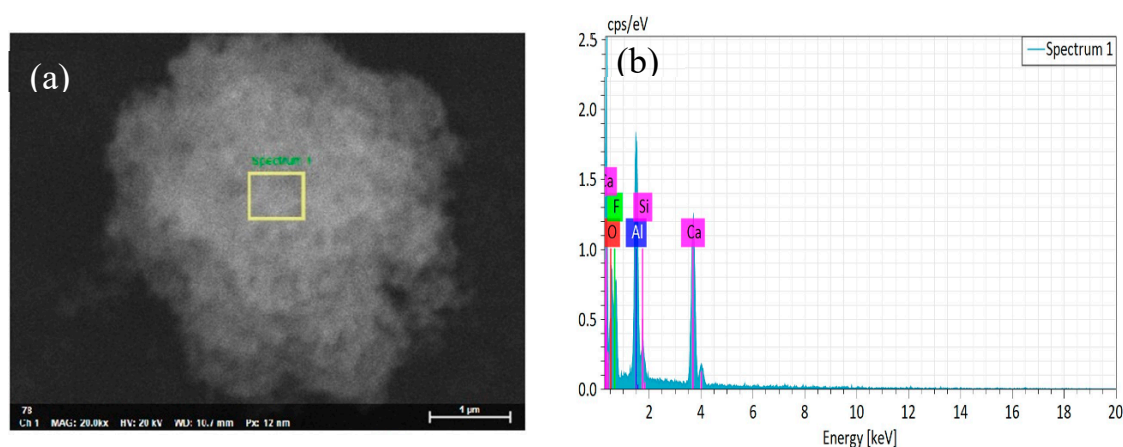 (a)
Spectrum 1
78
Ch 1 MAG: 20.0kx HV: 20 kV WD: 10.7 mm Px: 12 nm
1 µm
cps/eV
(b)
Spectrum 1
2.5
2.0
1.5
1.0
0.5
0.0
Ca
F
Si
O
Al
Ca
2 4 6 8 10 12 14 16 18 20
Energy [keV]